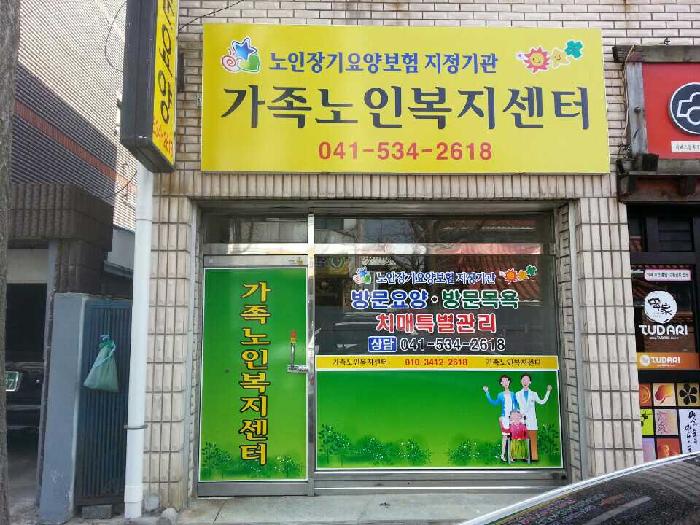 노인장기요양보험 지정기관
가족노인복지센터
041-534-2618
요양
노인장기요양보험 지정기관
방문요양·방문목욕
치매특별관리
상담 041-534-2618
가족노인복지센터 010-3412-2618 가족노인복지센터
가족노인복지센터
TUDARI
TUDARI